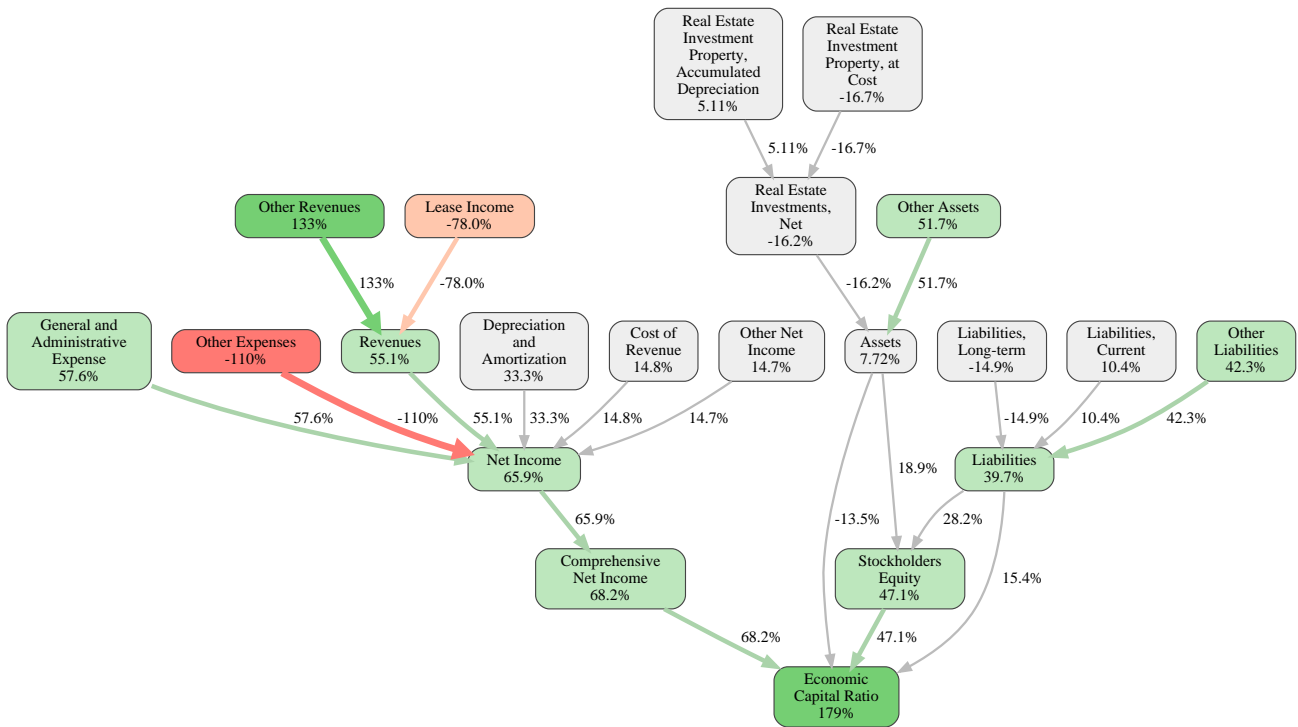 Real Estate
Investment
Property,
Accumulated
Depreciation
5.11%
Real Estate
Investment
Property, at
Cost
-16.7%
5.11%
-16.7%
Other Revenues
133%
Lease Income
-78.0%
Real Estate
Investments,
Net
-16.2%
Other Assets
51.7%
133%
-78.0%
-16.2%
51.7%
General and
Administrative
Expense
57.6%
Other Expenses
-110%
Revenues
55.1%
Depreciation
and
Amortization
33.3%
Cost of
Revenue
14.8%
Other Net
Income
14.7%
Assets
7.72%
Liabilities,
Long-term
-14.9%
Liabilities,
Current
10.4%
Other
Liabilities
42.3%
57.6%
-110%
55.1%
33.3%
14.8%
14.7%
-14.9%
10.4%
42.3%
Net Income
65.9%
Liabilities
39.7%
18.9%
65.9%
-13.5%
28.2%
Comprehensive
Net Income
68.2%
Stockholders
Equity
47.1%
15.4%
68.2%
47.1%
Economic
Capital Ratio
179%